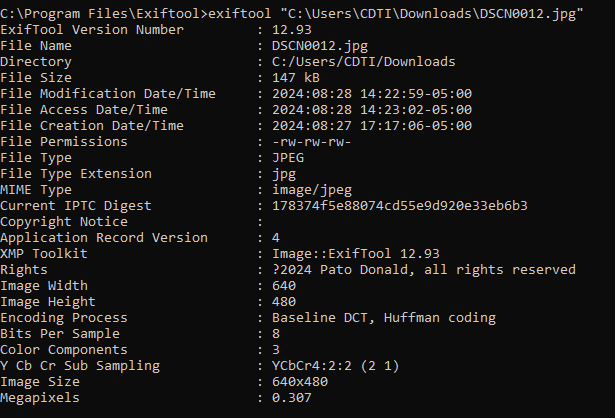 C:\Program Files\Exiftool>exiftool "C:\Users\CDTI\Downloads\DSCN0012.jpg"
ExifTool Version Number : 12.93
File Name : DSCN0012.jpg
Directory : C:/Users/CDTI/Downloads
File Size : 147 kB
File Modification Date/Time : 2024:08:28 14:22:59-05:00
File Access Date/Time : 2024:08:28 14:23:02-05:00
File Creation Date/Time : 2024:08:27 17:17:06-05:00
File Permissions : -rw-rw-rw-
File Type : JPEG
File Type Extension : jpg
MIME Type : image/jpeg
Current IPTC Digest : 178374f5e88074cd55e9d920e33eb6b3
Copyright Notice :
Application Record Version : 4
XMP Toolkit : Image::ExifTool 12.93
Rights : ?2024 Pato Donald, all rights reserved
Image Width : 640
Image Height : 480
Encoding Process : Baseline DCT, Huffman coding
Bits Per Sample : 8
Color Components : 3
Y Cb Cr Sub Sampling : YCbCr4:2:2 (2 1)
Image Size : 640x480
Megapixels : 0.307